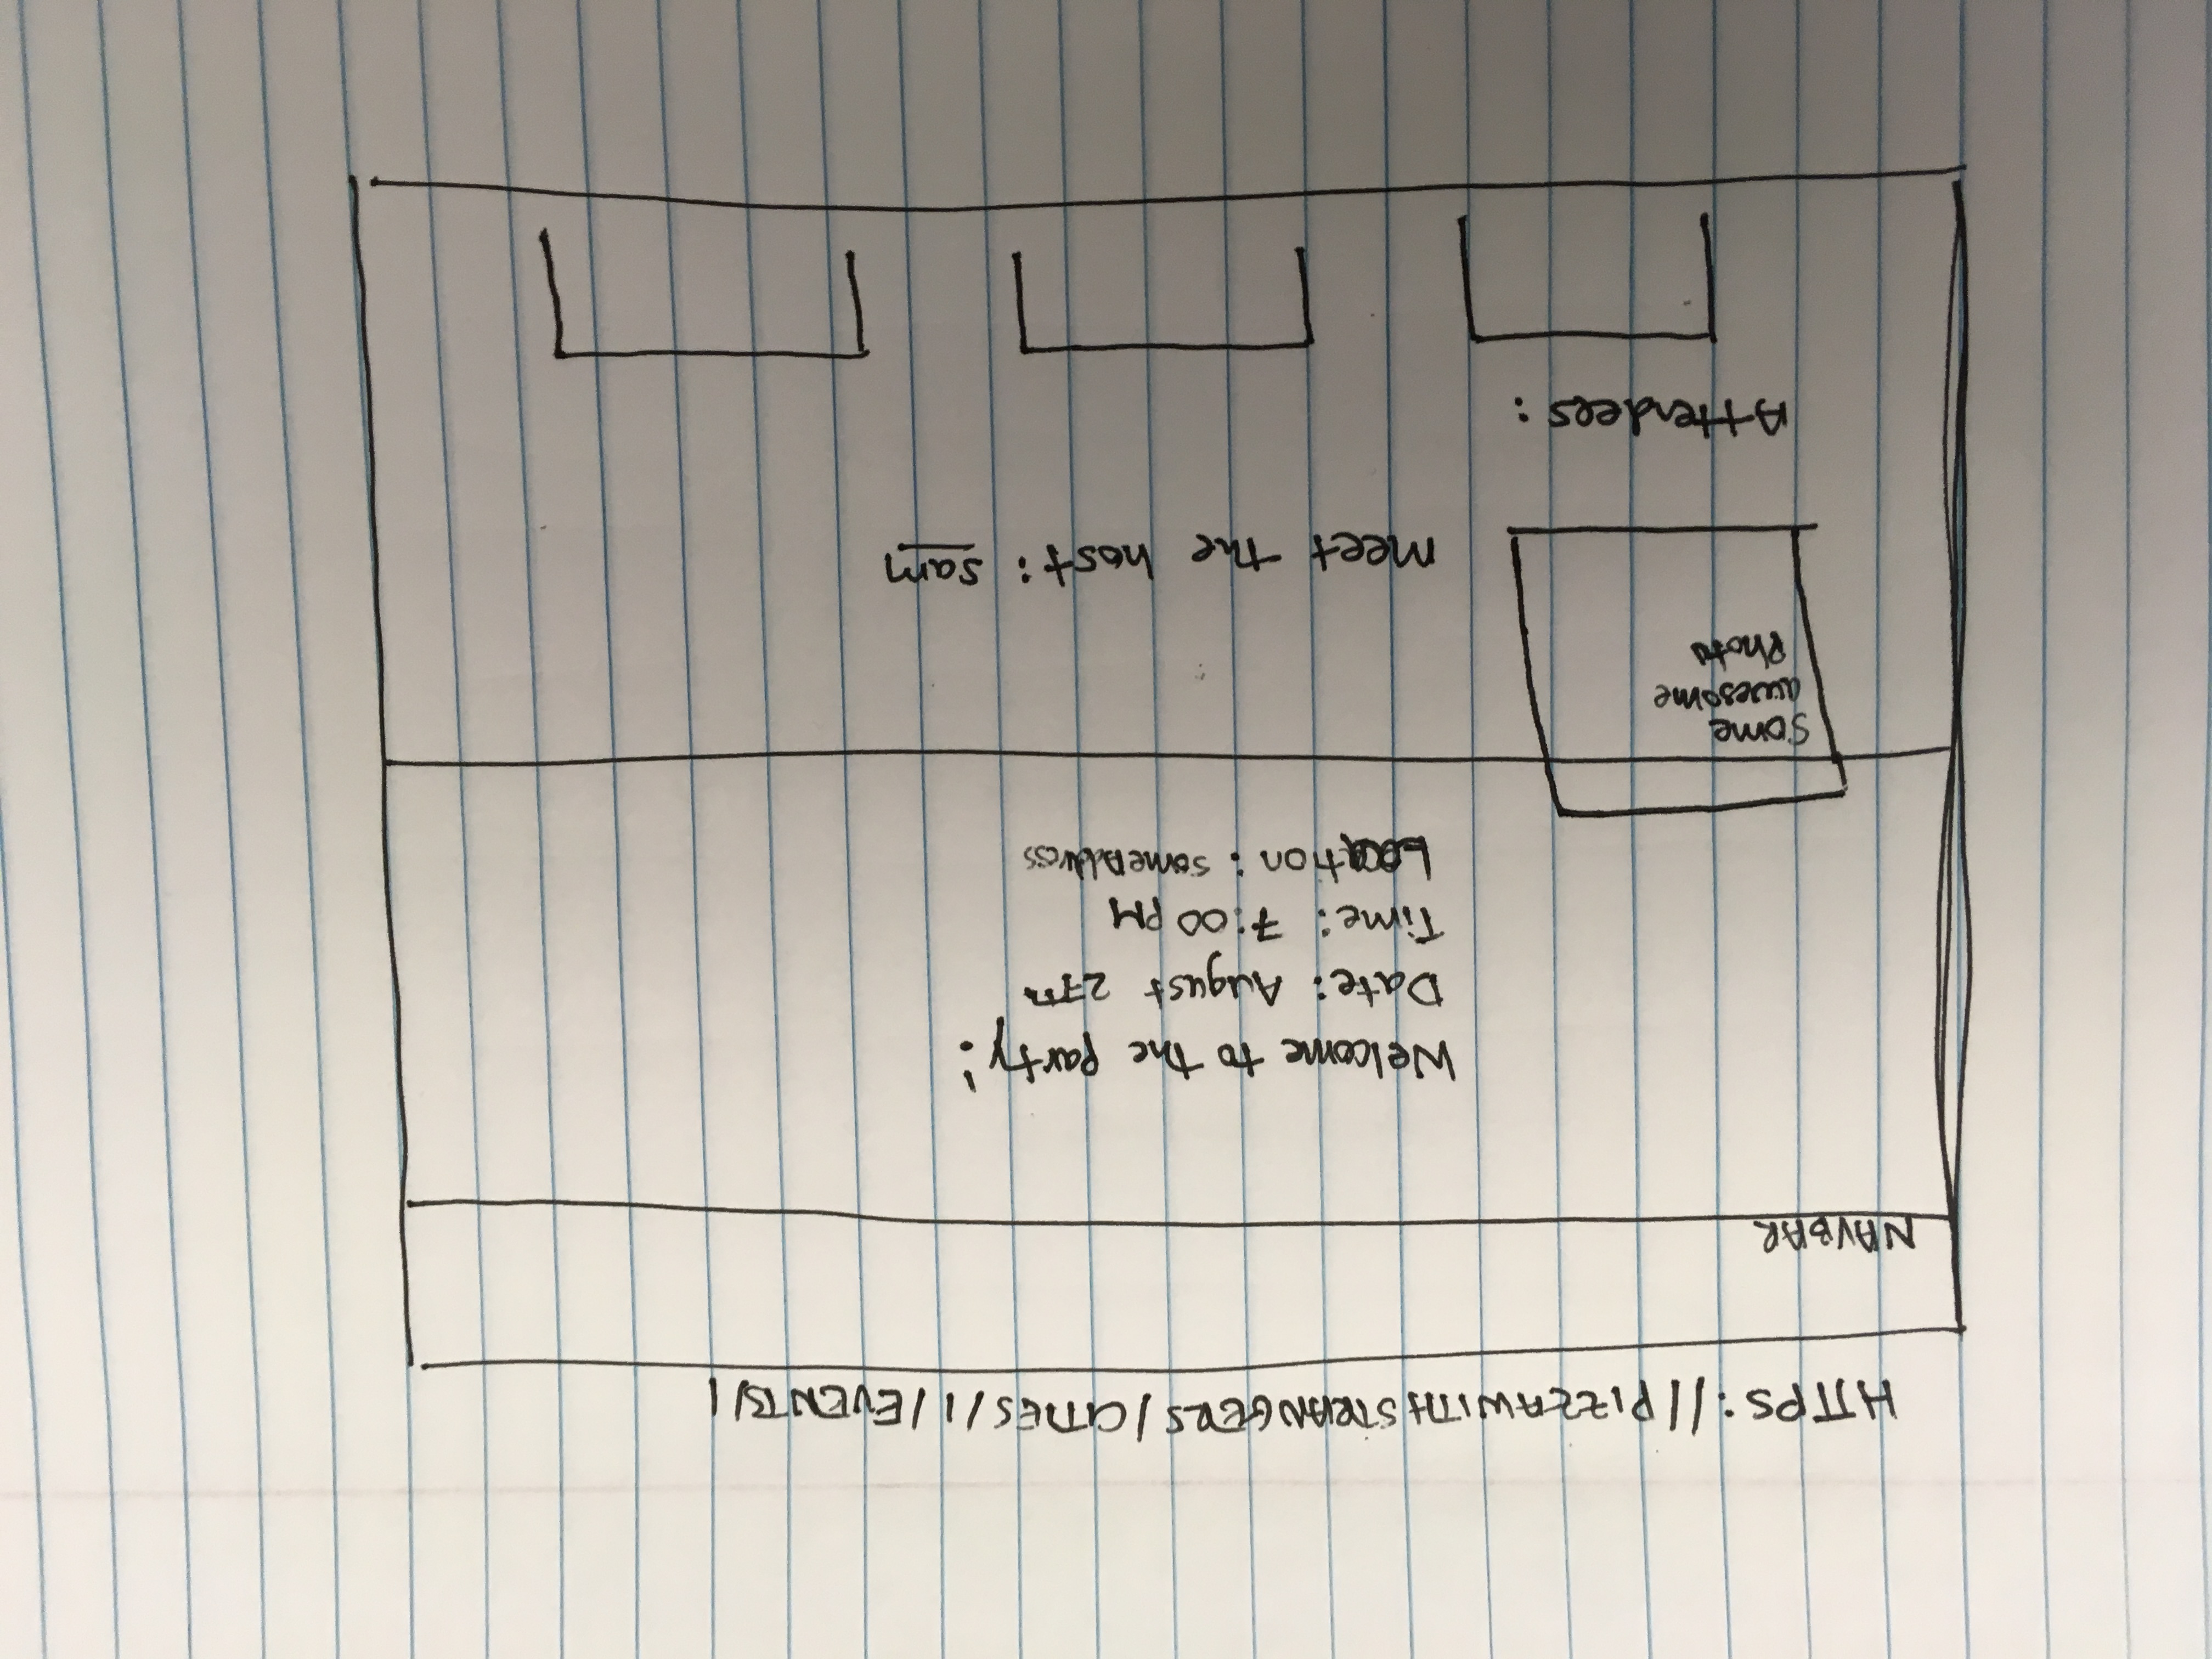 HTTPS://PIZZAWITHSTRANGERS/CITIES/1/EVENTS/1
NAVBAR
Welcome to the party!
Date: August 27th
Time: 7:00 PM
Location: some Address
some
awesome
photo
meet the host: sam
Attendees: